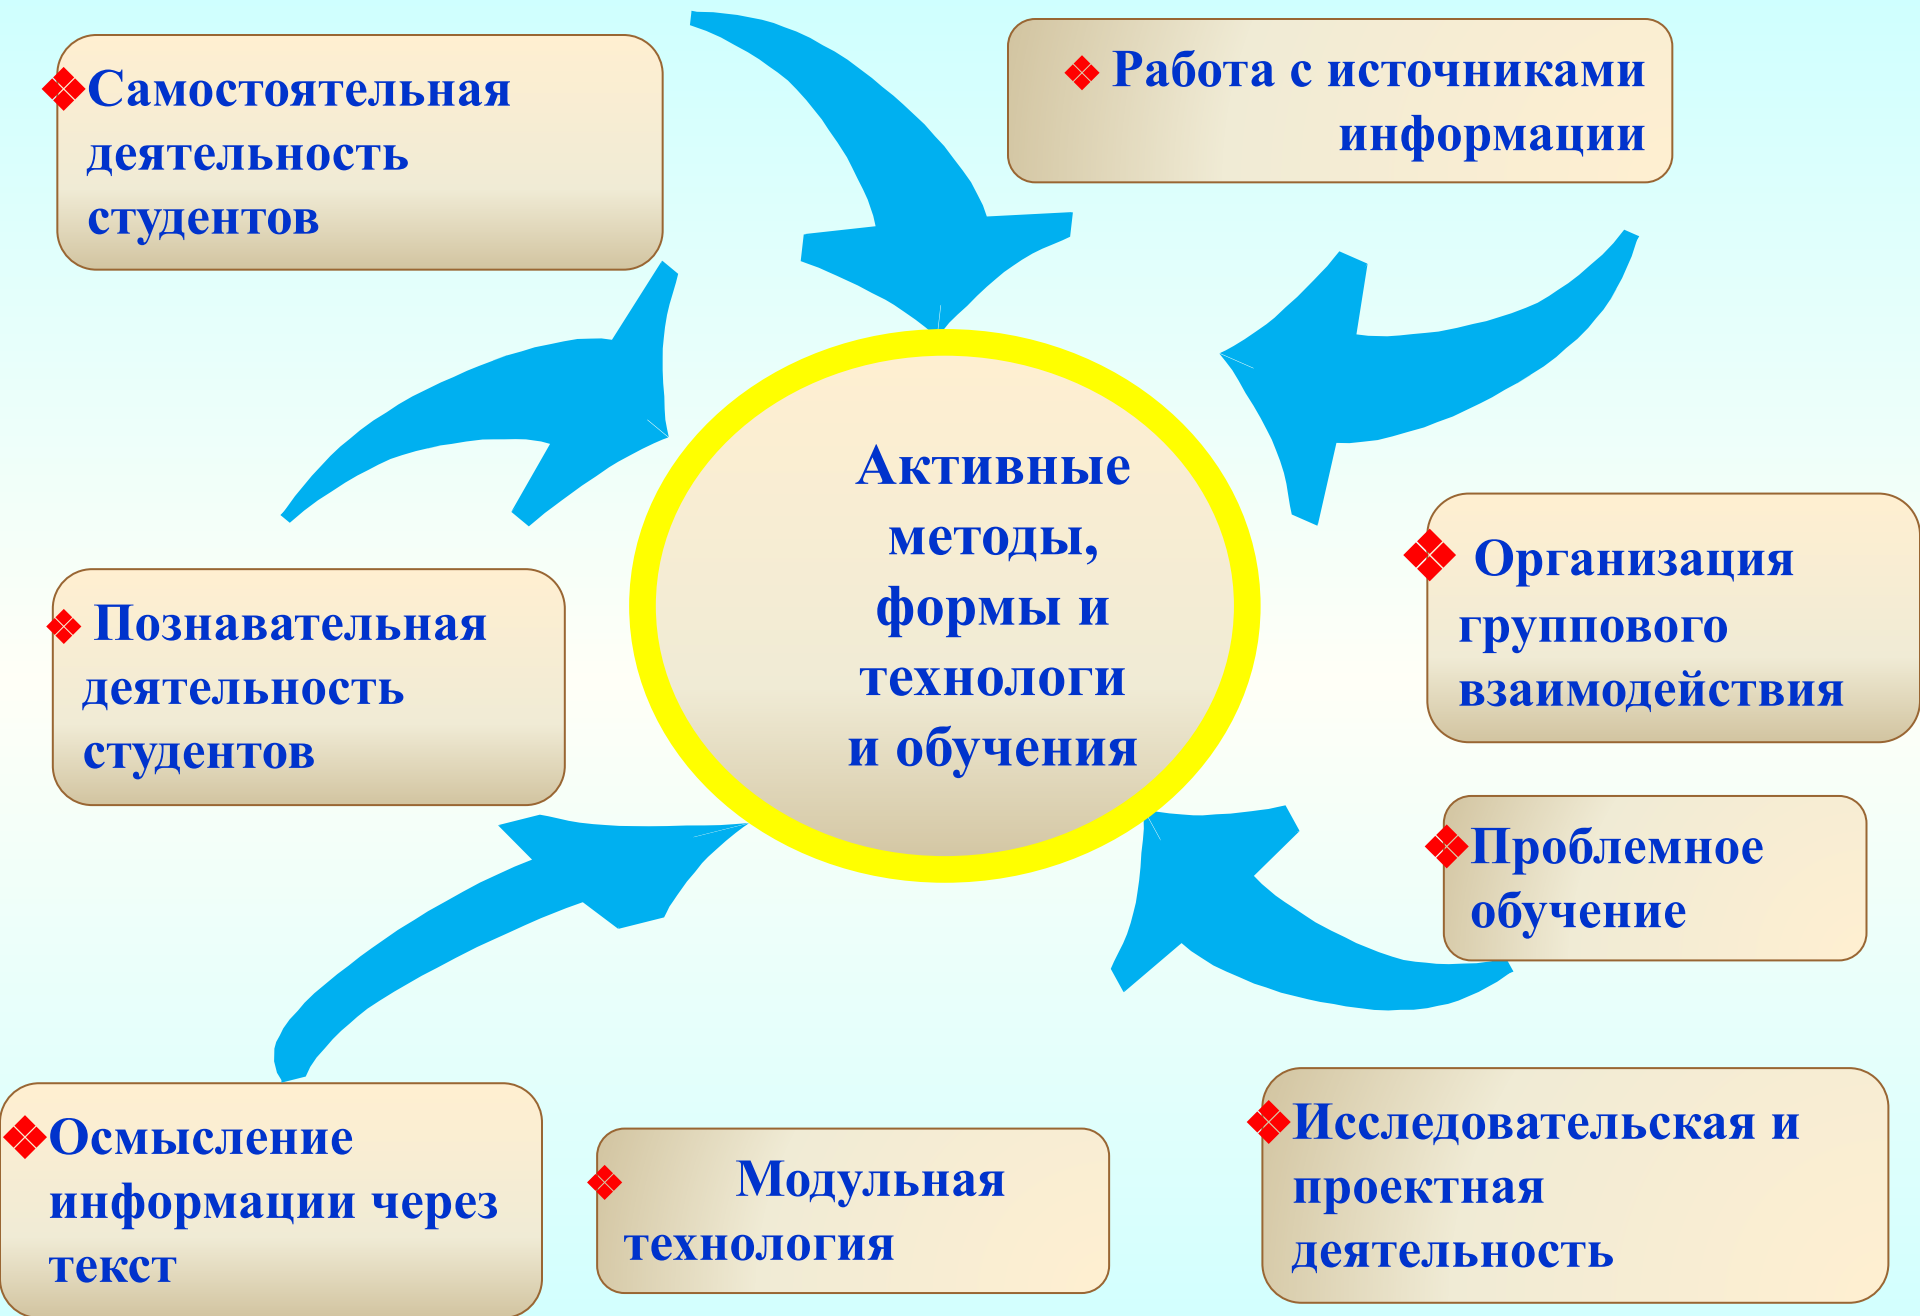 Самостоятельная
деятельность
студентов
Работа с источниками
информации
Активные
методы,
формы и
технологи
и обучения
Познавательная
деятельность
студентов
Организация
группового
взаимодействия
Проблемное
обучение
Осмысление
информации через
текст
Модульная
технология
Исследовательская и
проектная
деятельность